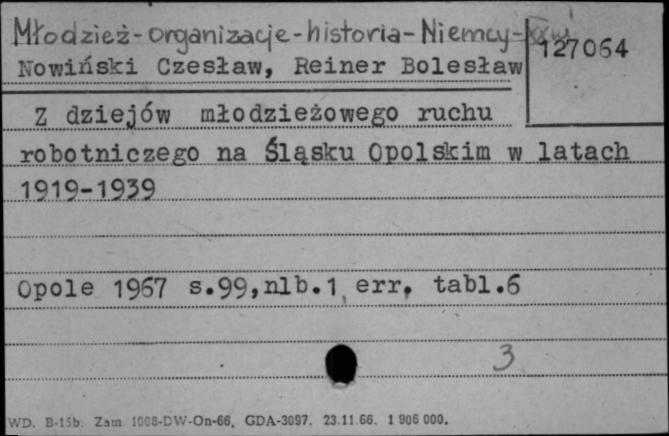 Młodzież-organizacje-historia-Niemcy-XXw.
127064
Nowiński Czesław, Reiner Bolesław
Z dziejów młodzieżowego ruchu
robotniczego na Śląsku Opolskim w latach
1919-1939
Opole 1967 s.99,nlb.1 err, tabl.6
3
WD. B-15b. Zam. 1008-DW-On-66, GDA-3097. 23.11.66. 1 906 000.